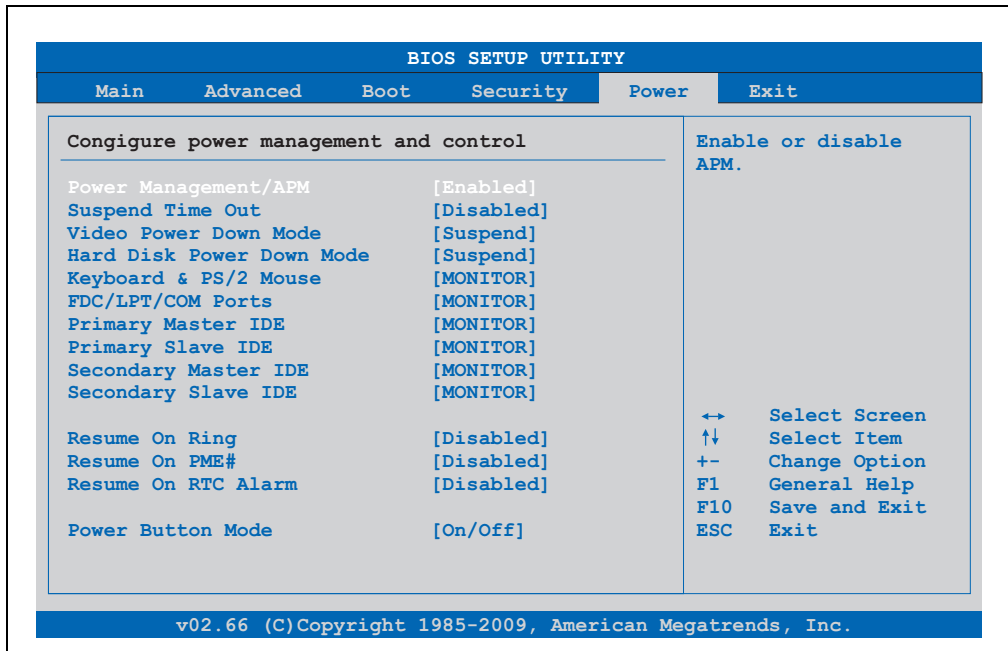 BIOS SETUP UTILITY
Main Advanced Boot Security Power Exit
Congigure power management and control
Power Management/APM [Enabled]
Suspend Time Out [Disabled]
Video Power Down Mode [Suspend]
Hard Disk Power Down Mode [Suspend]
Keyboard & PS/2 Mouse [MONITOR]
FDC/LPT/COM Ports [MONITOR]
Primary Master IDE [MONITOR]
Primary Slave IDE [MONITOR]
Secondary Master IDE [MONITOR]
Secondary Slave IDE [MONITOR]
Resume On Ring [Disabled]
Resume On PME# [Disabled]
Resume On RTC Alarm [Disabled]
Power Button Mode [On/Off]
Enable or disable
APM.
↔ Select Screen
↑↓ Select Item
+- Change Option
F1 General Help
F10 Save and Exit
ESC Exit
v02.66 (C)Copyright 1985-2009, American Megatrends, Inc.